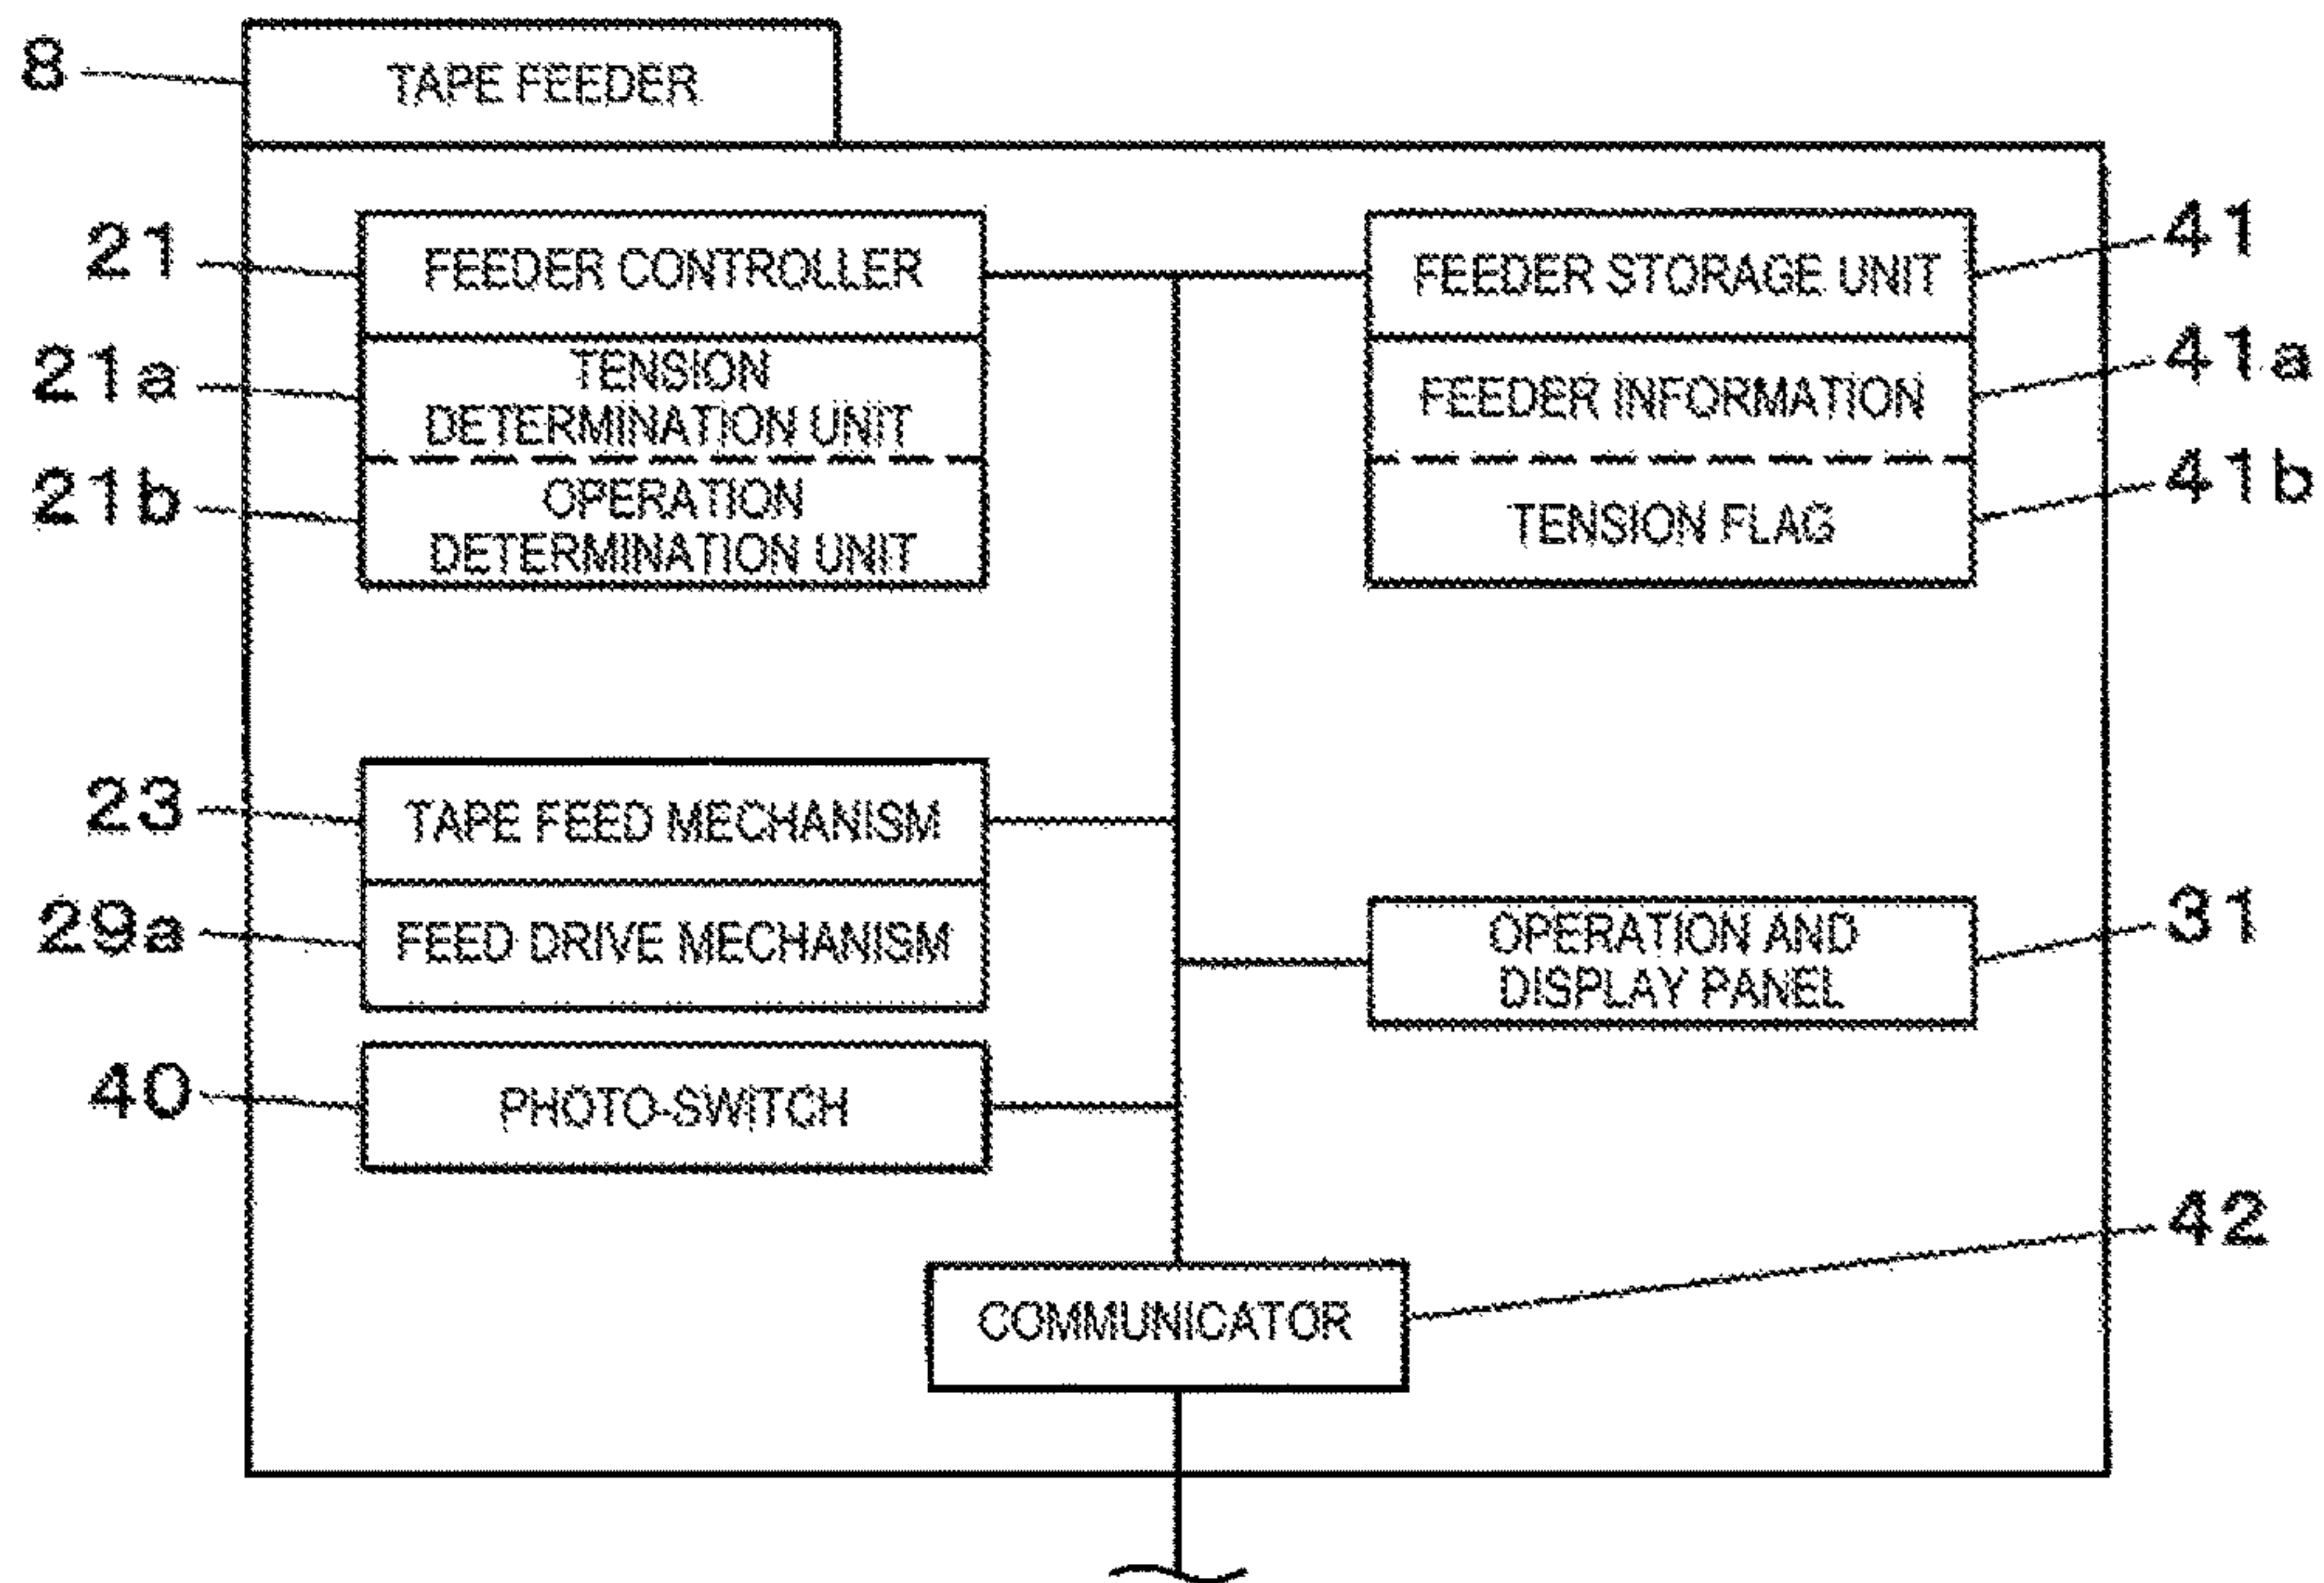 8 TAPE FEEDER
21 FEEDER CONTROLLER
21a TENSION
DETERMINATION UNIT
21b OPERATION
DETERMINATION UNIT
FEEDER STORAGE UNIT 41
FEEDER INFORMATION 41a
TENSION FLAG 41b
23 TAPE FEED MECHANISM
29a FEED DRIVE MECHANISM
40 PHOTO-SWITCH
OPERATION AND
DISPLAY PANEL 31
COMMUNICATOR 42